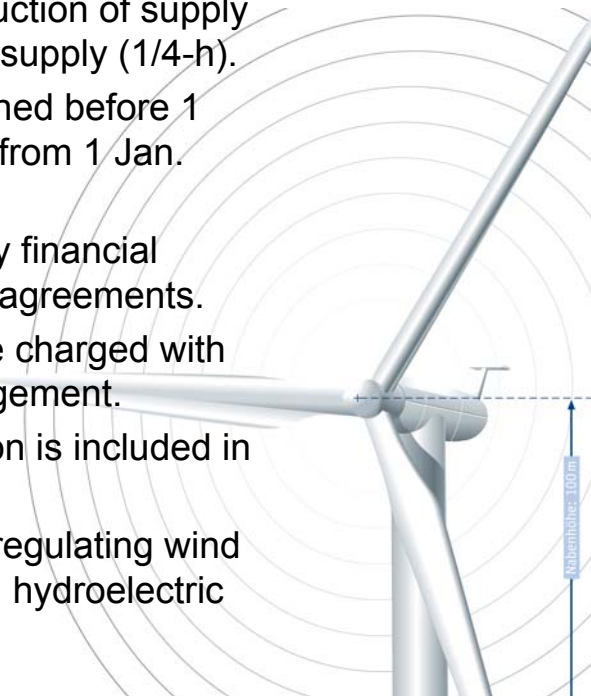 uction of supply
supply (1/4-h).
ned before 1
from 1 Jan.
y financial
agreements.
e charged with
gement.
on is included in
regulating wind
hydroelectric
Nabenhöhe: 100 m